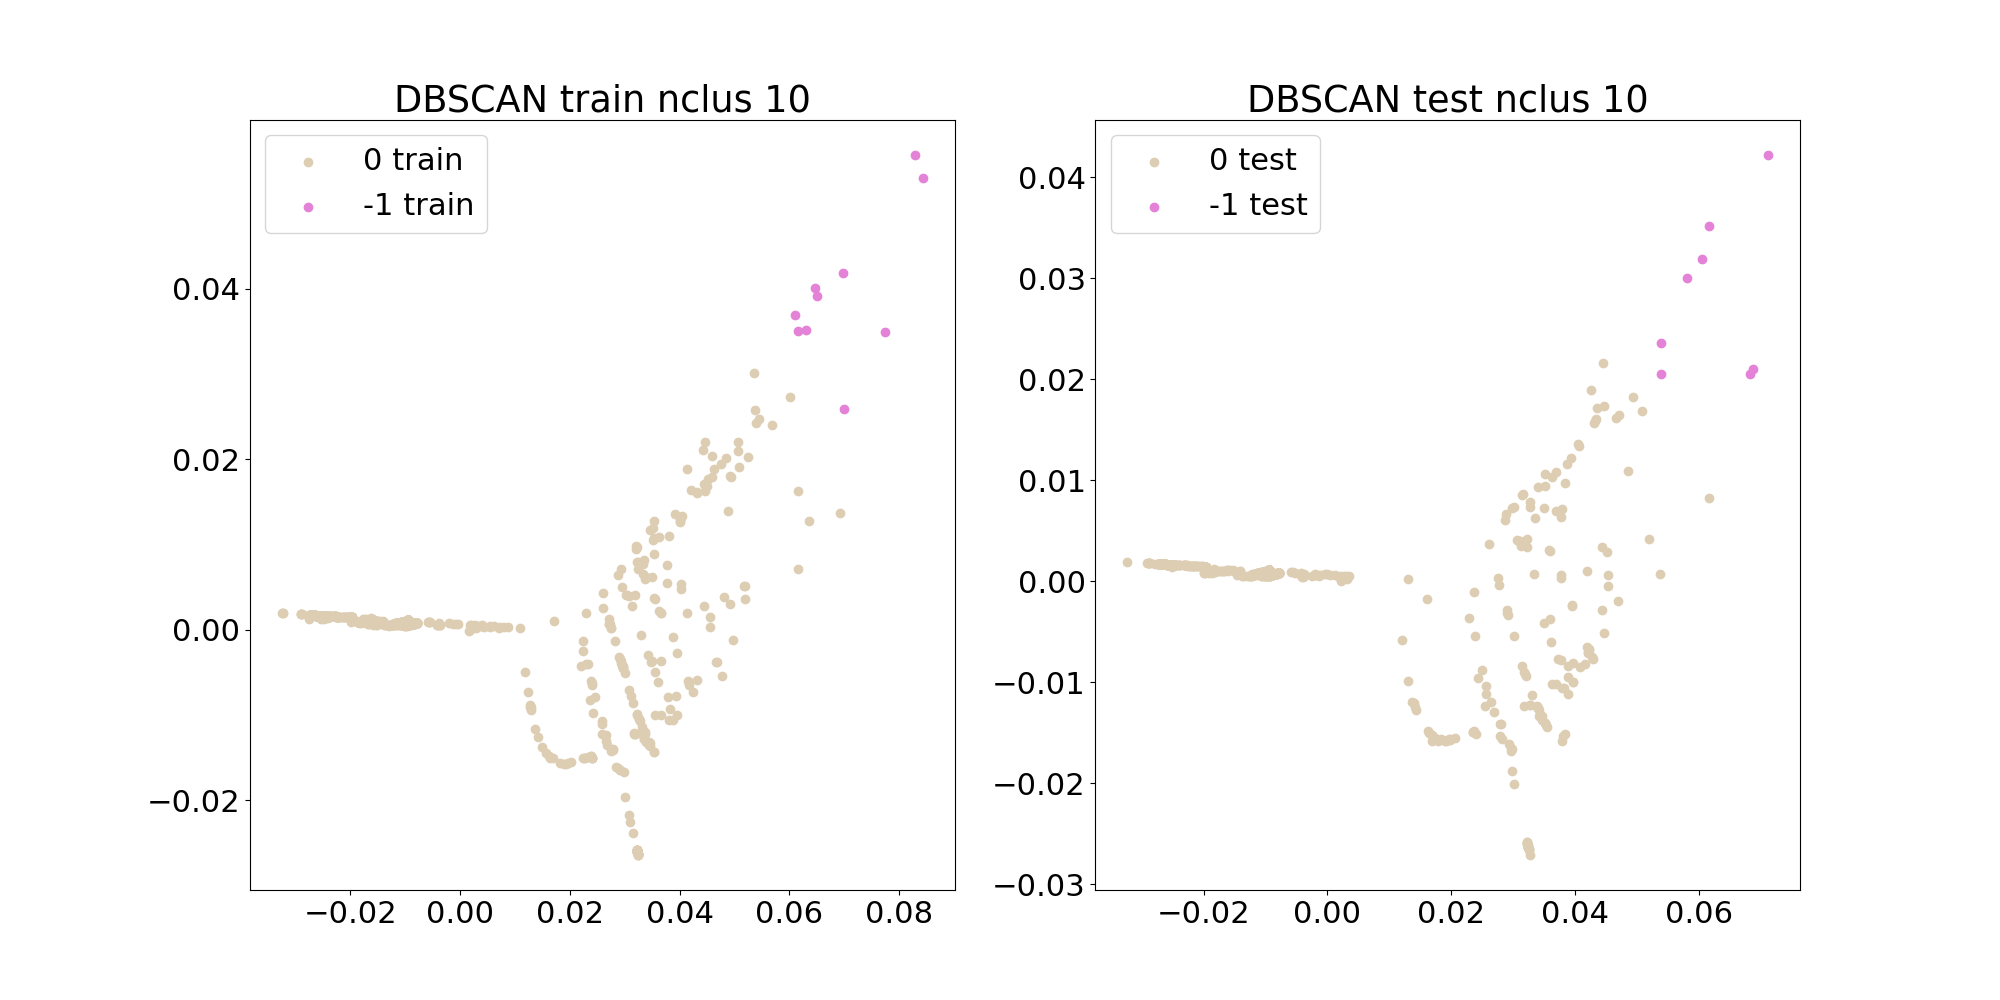 DBSCAN train nclus 10
0 train
-1 train
0.04
0.02
0.00
−0.02
−0.02 0.00 0.02 0.04 0.06 0.08
DBSCAN test nclus 10
0 test
-1 test
0.04
0.03
0.02
0.01
0.00
−0.01
−0.02
−0.03
−0.02 0.00 0.02 0.04 0.06